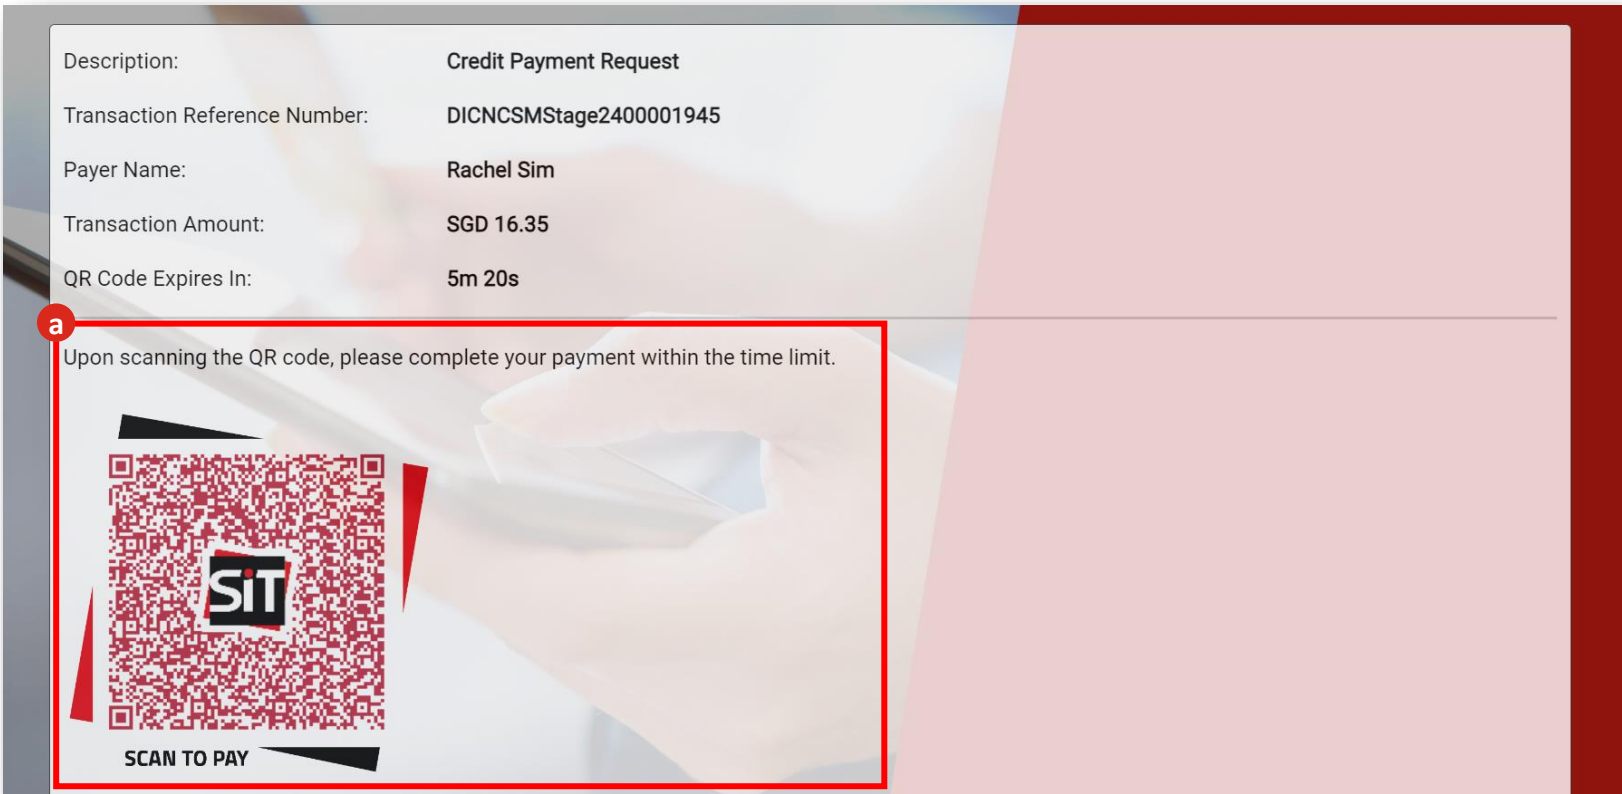 Description: Credit Payment Request
Transaction Reference Number: DICNCSMStage2400001945
Payer Name: Rachel Sim
Transaction Amount: SGD 16.35
QR Code Expires In: 5m 20s
a
Upon scanning the QR code, please complete your payment within the time limit.
SiT
SCAN TO PAY